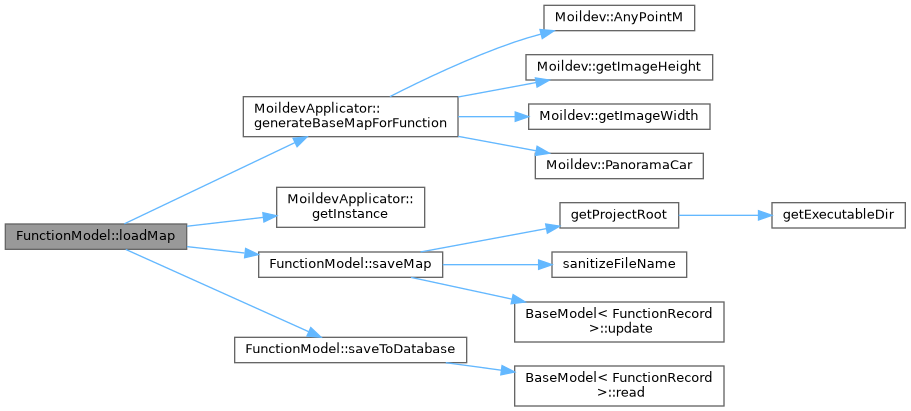 FunctionModel::loadMap
MoildevApplicator::
generateBaseMapForFunction
Moildev::AnyPointM
Moildev::getImageHeight
Moildev::getImageWidth
Moildev::PanoramaCar
MoildevApplicator::
getInstance
FunctionModel::saveMap
getProjectRoot
getExecutableDir
sanitizeFileName
BaseModel< FunctionRecord
>::update
FunctionModel::saveToDatabase
BaseModel< FunctionRecord
>::read